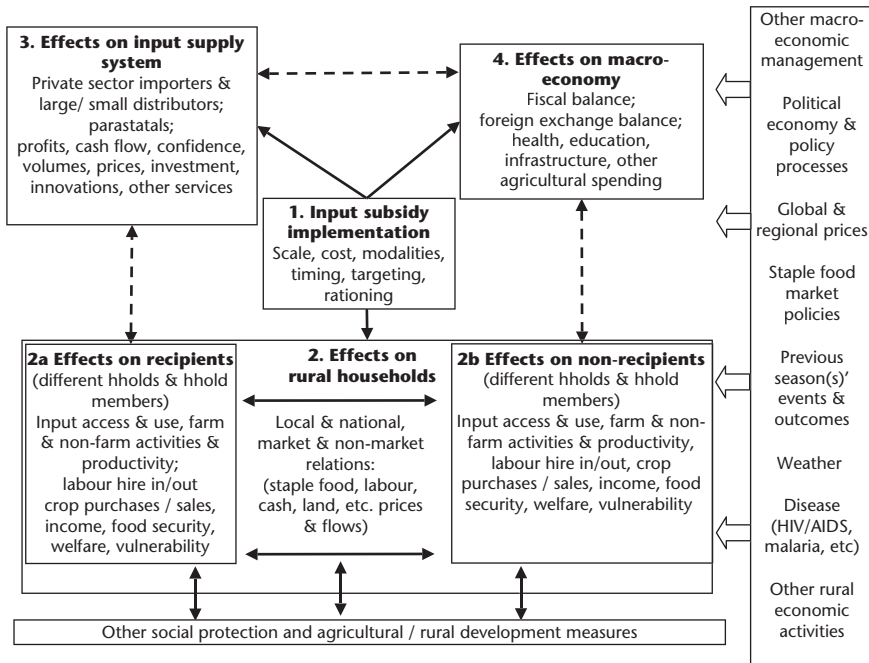 3. Effects on input supply
system
Private sector importers &
large/ small distributors;
parastatals;
profits, cash flow, confidence,
volumes, prices, investment,
innovations, other services
4. Effects on macro-
economy
Fiscal balance;
foreign exchange balance;
health, education,
infrastructure, other
agricultural spending
1. Input subsidy
implementation
Scale, cost, modalities,
timing, targeting,
rationing
2a Effects on recipients
(different hholds & hhold
members)
Input access & use, farm
& non-farm activities &
productivity;
labour hire in/out
crop purchases / sales,
income, food security,
welfare, vulnerability
2. Effects on
rural households
Local & national,
market & non-market
relations:
(staple food, labour,
cash, land, etc. prices
& flows)
2b Effects on non-recipients
(different hholds & hhold
members)
Input access & use, farm & non-
farm activities & productivity,
labour hire in/out, crop
purchases / sales, income, food
security, welfare, vulnerability
Other social protection and agricultural / rural development measures
Other macro-
economic
management
Political
economy &
policy
processes
Global &
regional prices
Staple food
market
policies
Previous
season(s)’
events &
outcomes
Weather
Disease
(HIV/AIDS,
malaria, etc)
Other rural
economic
activities